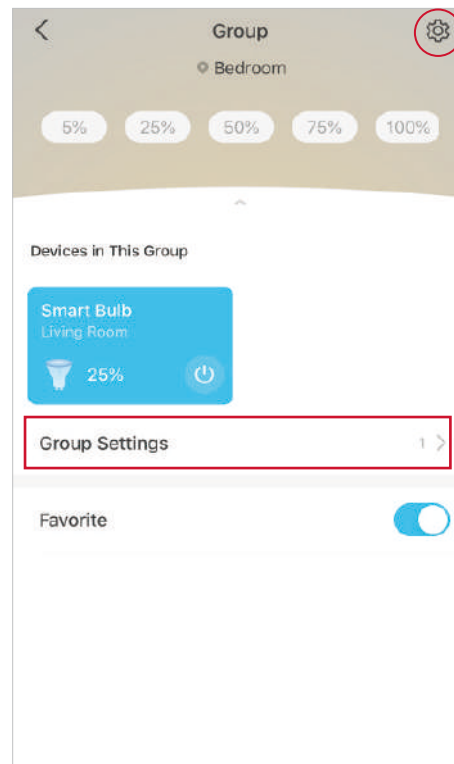 Group
Bedroom
5% 25% 50% 75% 100%
Devices in This Group
Smart Bulb
Living Room
25%
Group Settings 1
Favorite